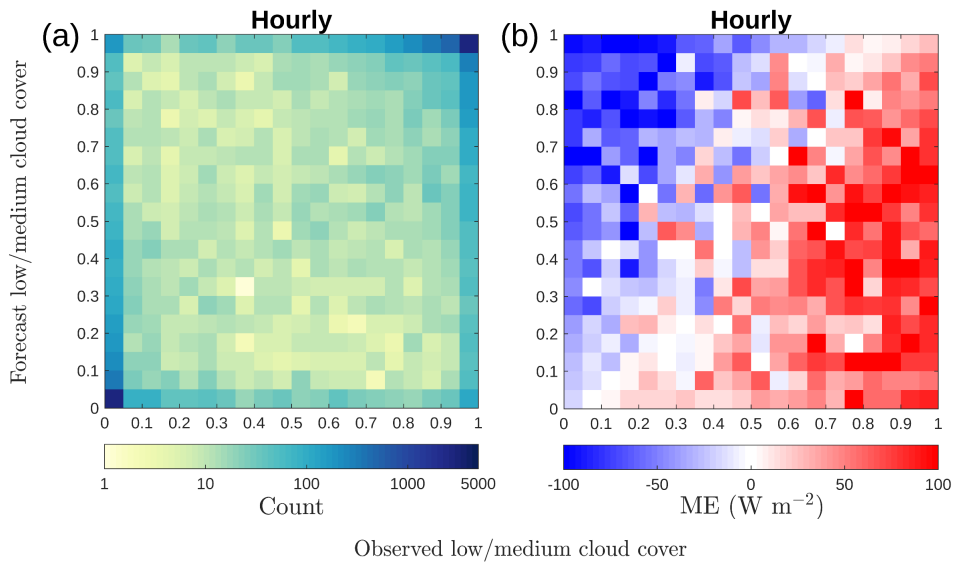 Hourly
Hourly
(a)
(b)
Forecast low/medium cloud cover
1
0.9
0.8
0.7
0.6
0.5
0.4
0.3
0.2
0.1
0
0 0.1 0.2 0.3 0.4 0.5 0.6 0.7 0.8 0.9 1
1
0.9
0.8
0.7
0.6
0.5
0.4
0.3
0.2
0.1
0
0 0.1 0.2 0.3 0.4 0.5 0.6 0.7 0.8 0.9 1
1 10 100 1000 5000
Count
-100 -50 0 50 100
ME (W m⁻²)
Observed low/medium cloud cover